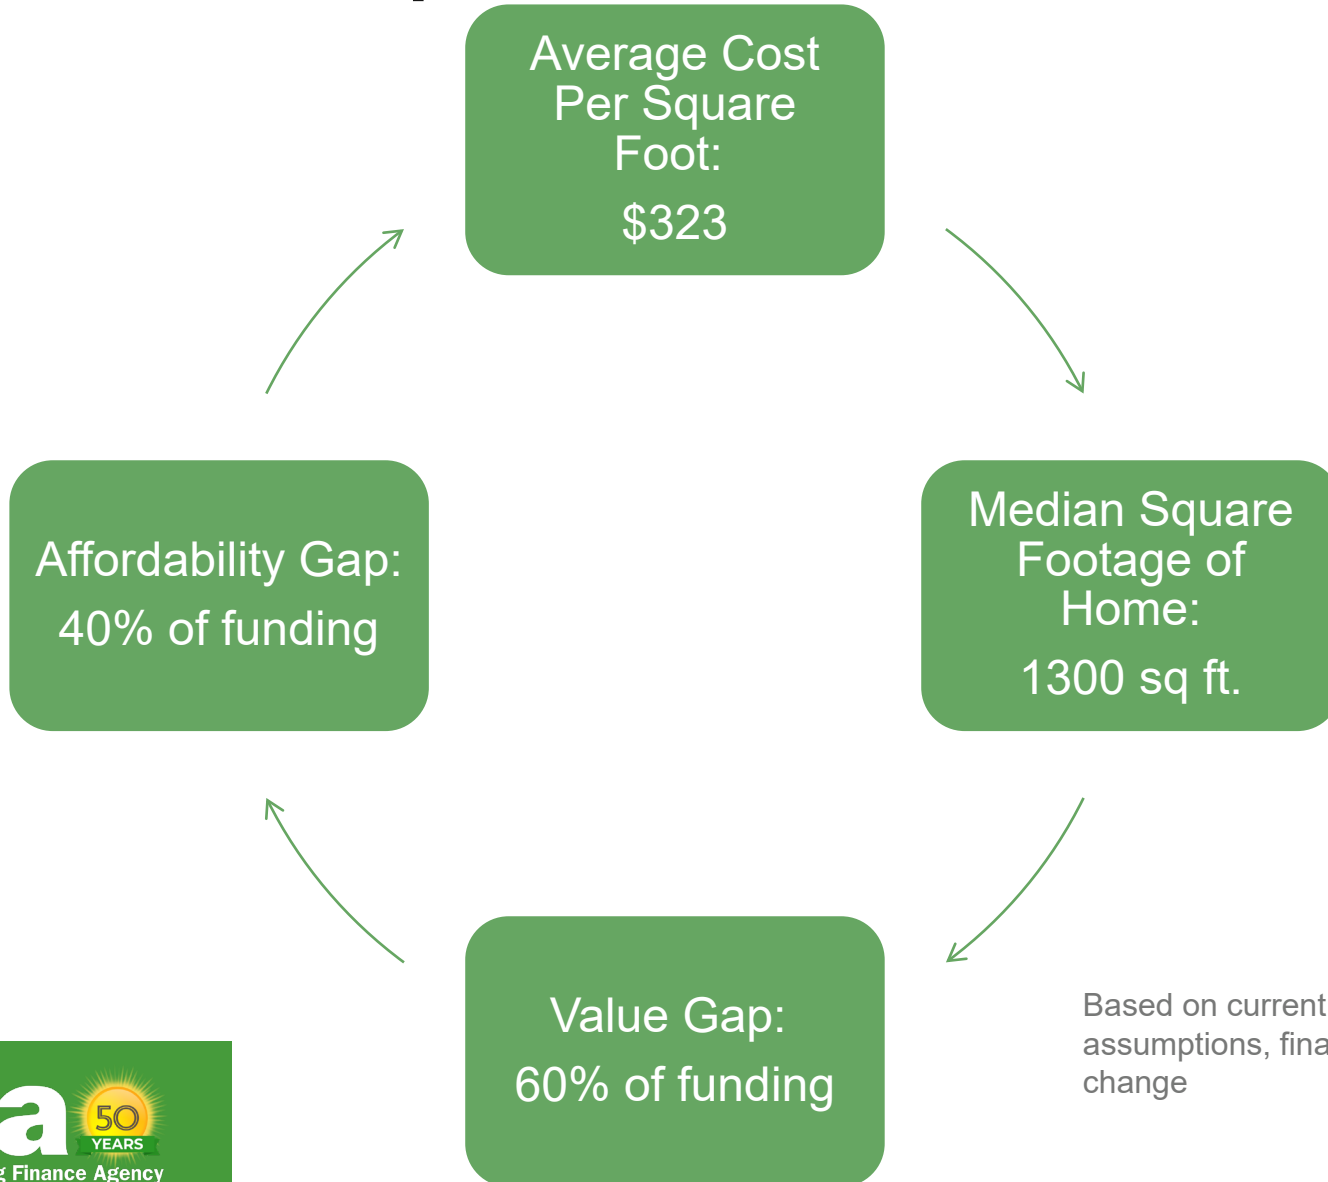 Average Cost
Per Square
Foot:
$323
Affordability Gap:
40% of funding
Median Square
Footage of
Home:
1300 sq ft.
Value Gap:
60% of funding
Based on current
assumptions,
change
a
50
YEARS
Finance Agency